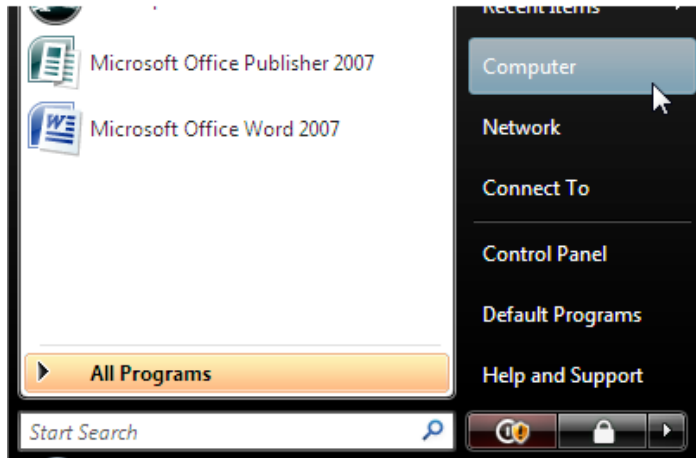 Microsoft Office Publisher 2007
Microsoft Office Word 2007
All Programs
Start Search
Recent Items
Computer
Network
Connect To
Control Panel
Default Programs
Help and Support